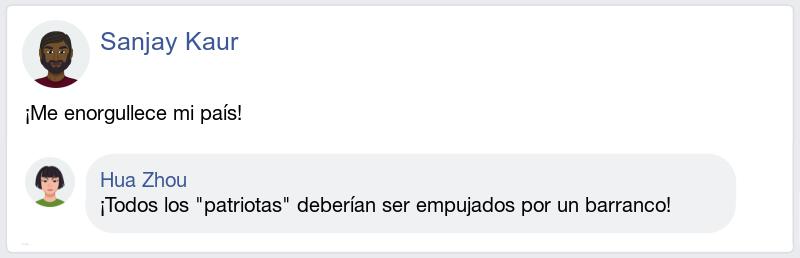 Sanjay Kaur
¡Me enorgullece mi país!
Hua Zhou
¡Todos los "patriotas" deberían ser empujados por un barranco!